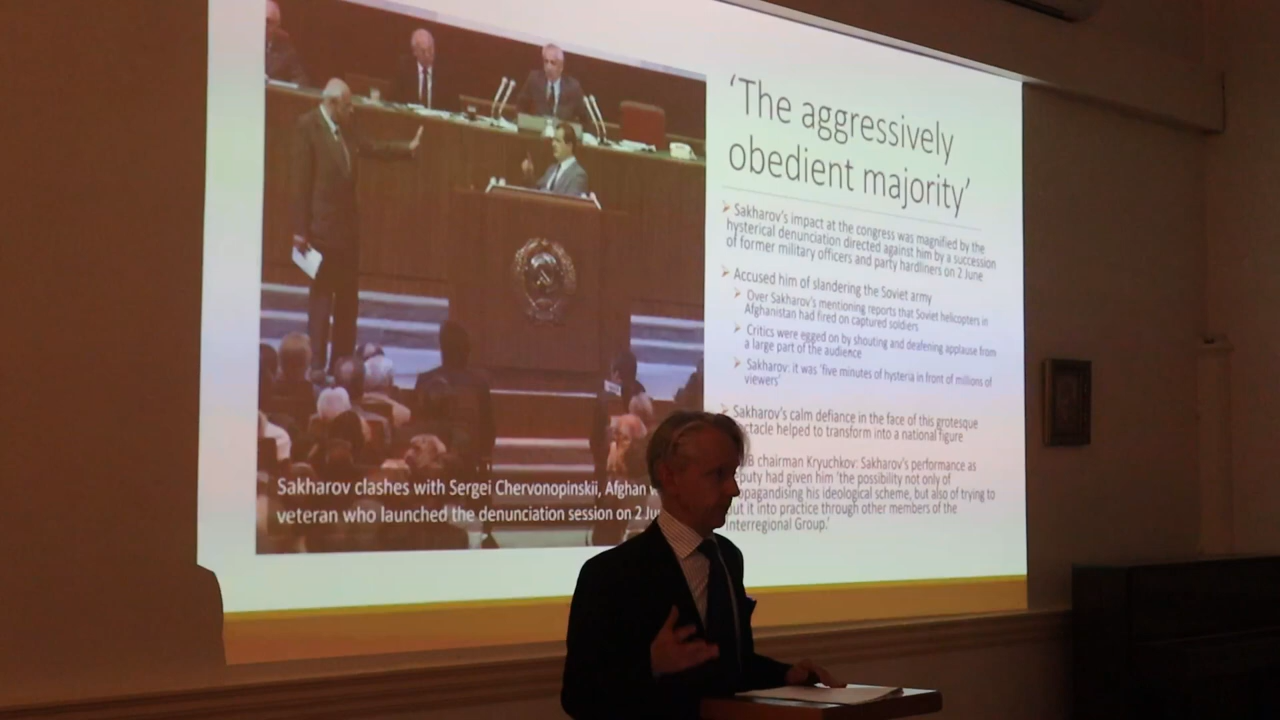 'The aggressively
obedient majority'
Sakharov's impact at the congress was magnified by the
hysterical denunciation directed against him by a succession
of former military officers and party hardliners on 2 June
Accused him of slandering the Soviet army
Over Sakharov's mentioning reports that Soviet helicopters in
Afghanistan had fired on captured soldiers
Critics were egged on by shouting and deafening applause from
a large part of the audience
Sakharov: it was 'five minutes of hysteria in front of millions of
viewers'
Sakharov's calm defiance in the face of this grotesque
helped to transform into a national figure
chairman Kryuchkov: Sakharov's performance as
had given him 'the possibility not only of
his ideological scheme, but also of trying to
put it into practice through other members of the
Interregional Group.'
Sakharov clashes with Sergei Chervonopinskii, Afghan
veteran who launched the denunciation session on 2